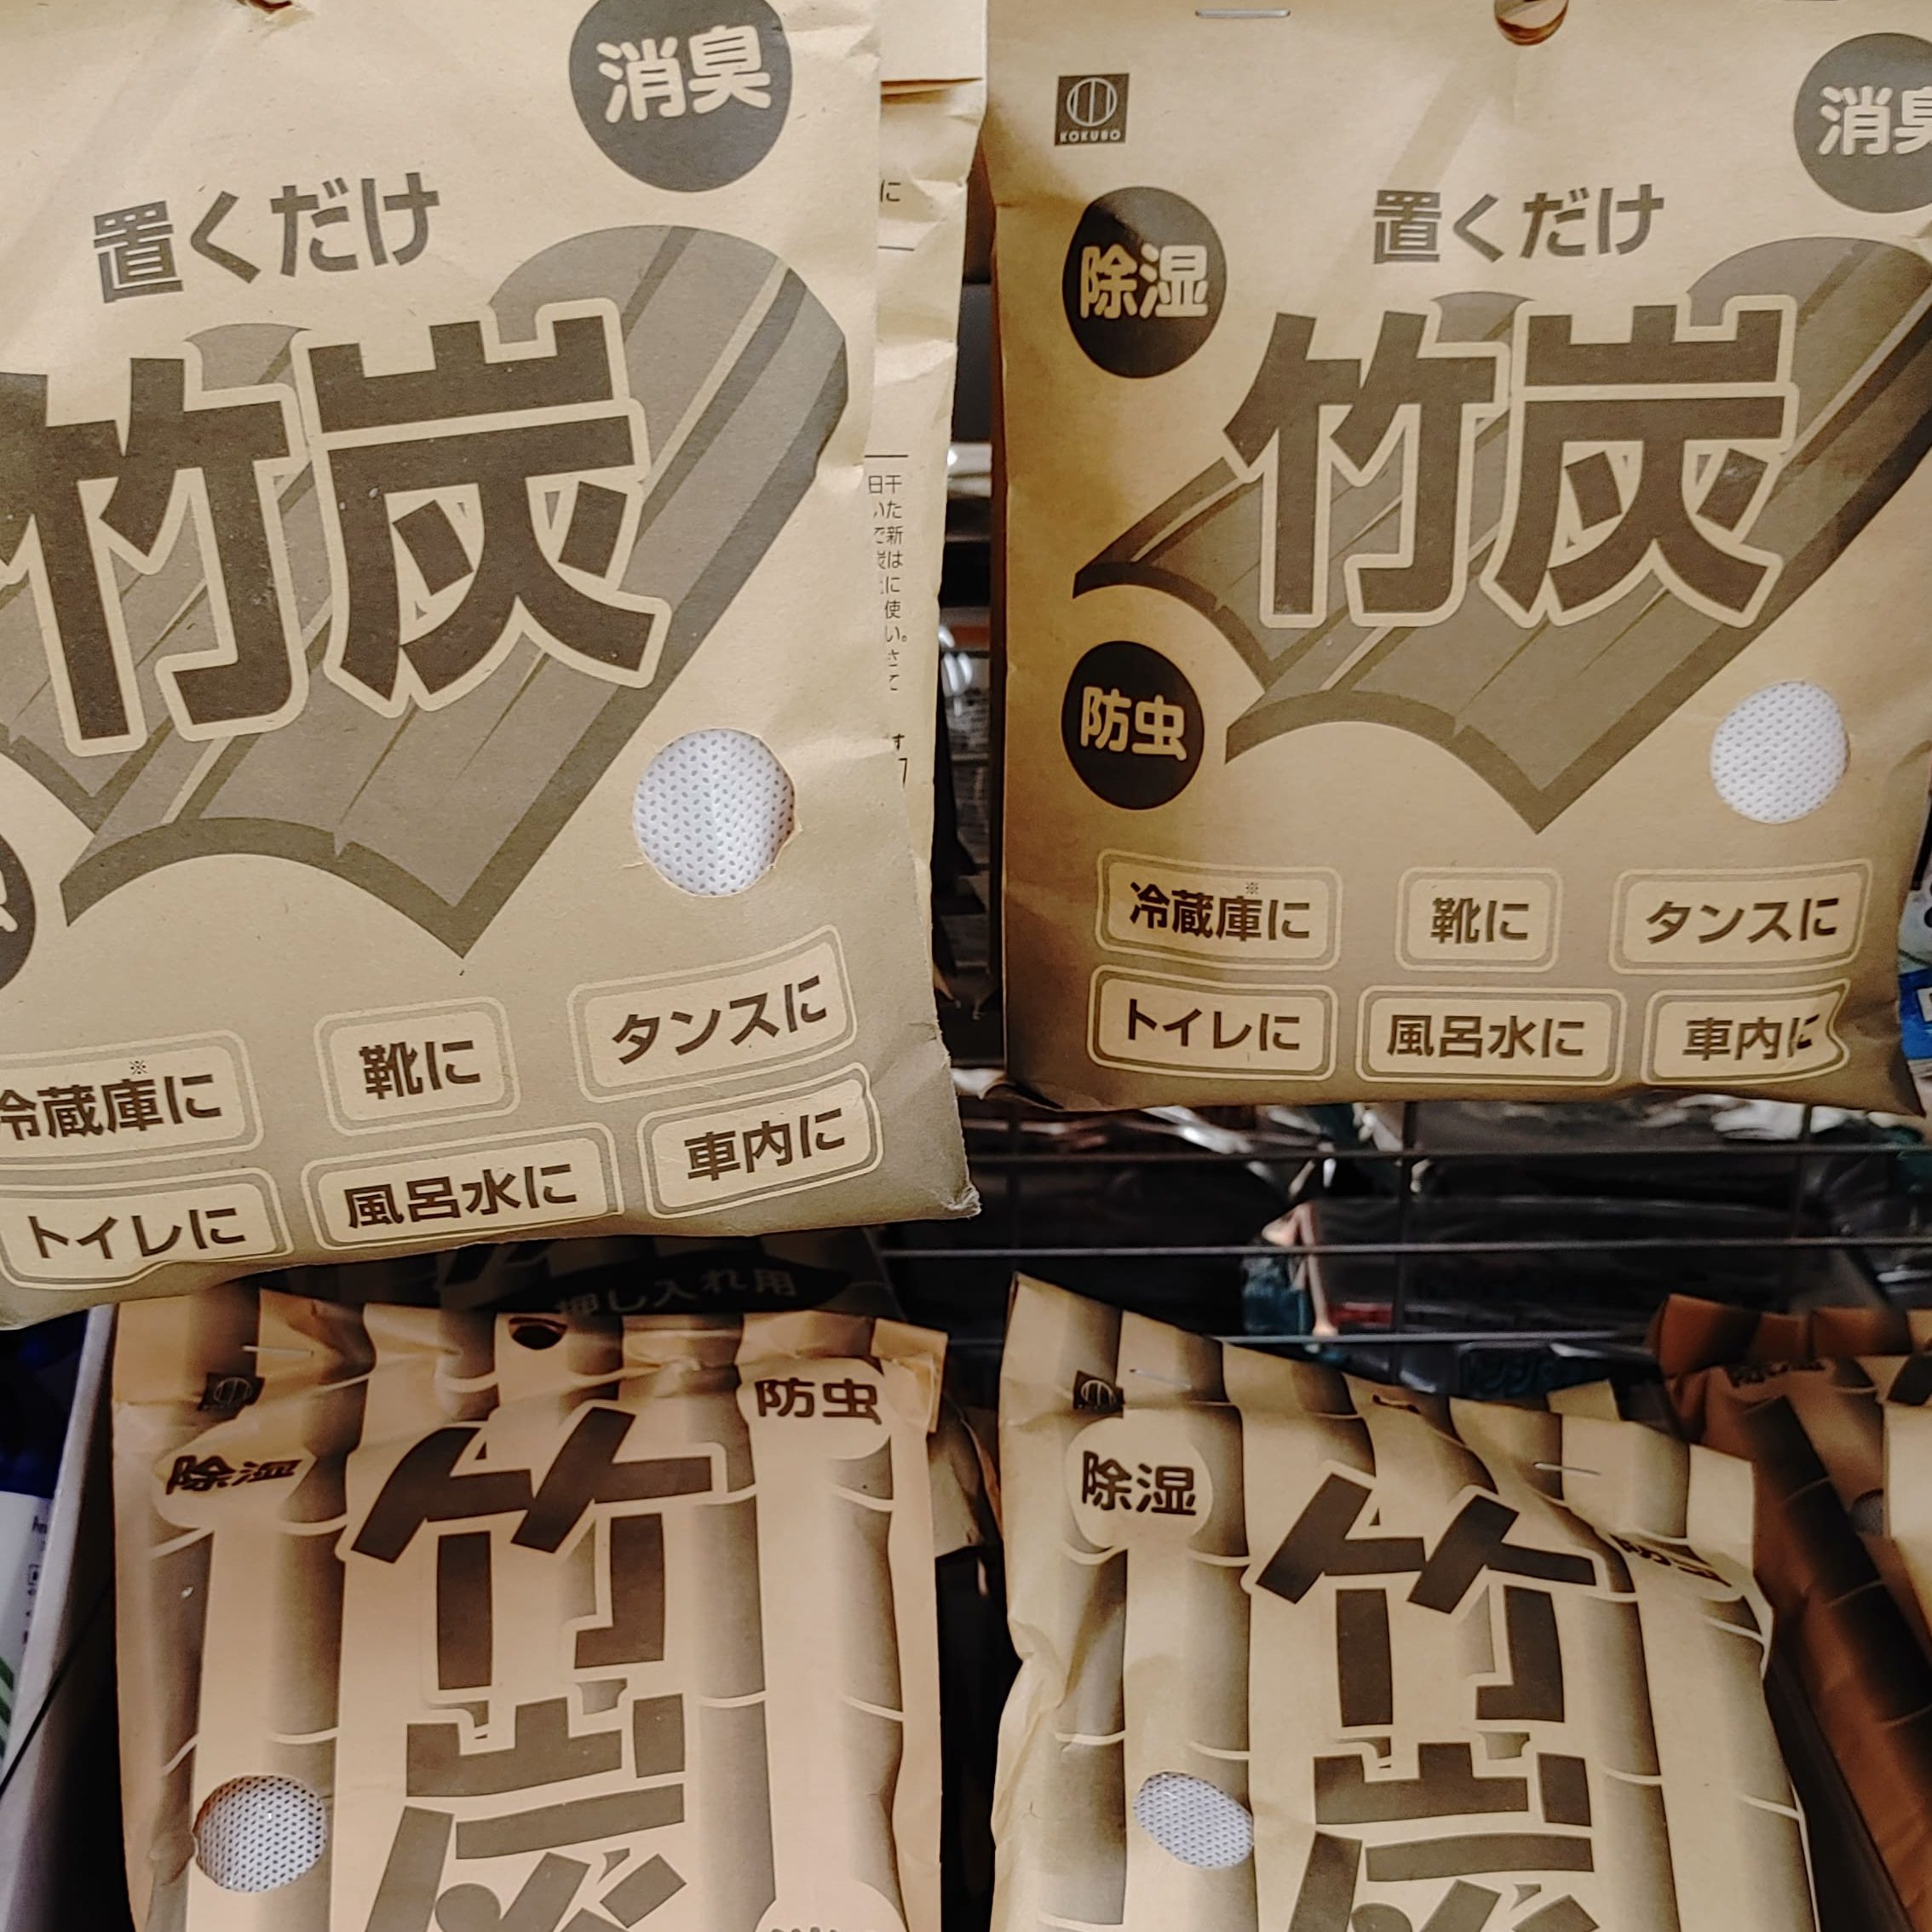 消臭
置くだけ
竹炭
冷蔵庫に※
靴に
タンスに
トイレに
風呂水に
車内に
KOKUBO
消臭
除湿
置くだけ
竹炭
防虫
冷蔵庫に※
靴に
タンスに
トイレに
風呂水に
車内に
押し入れ用
防虫
除湿
竹炭
除湿
竹炭